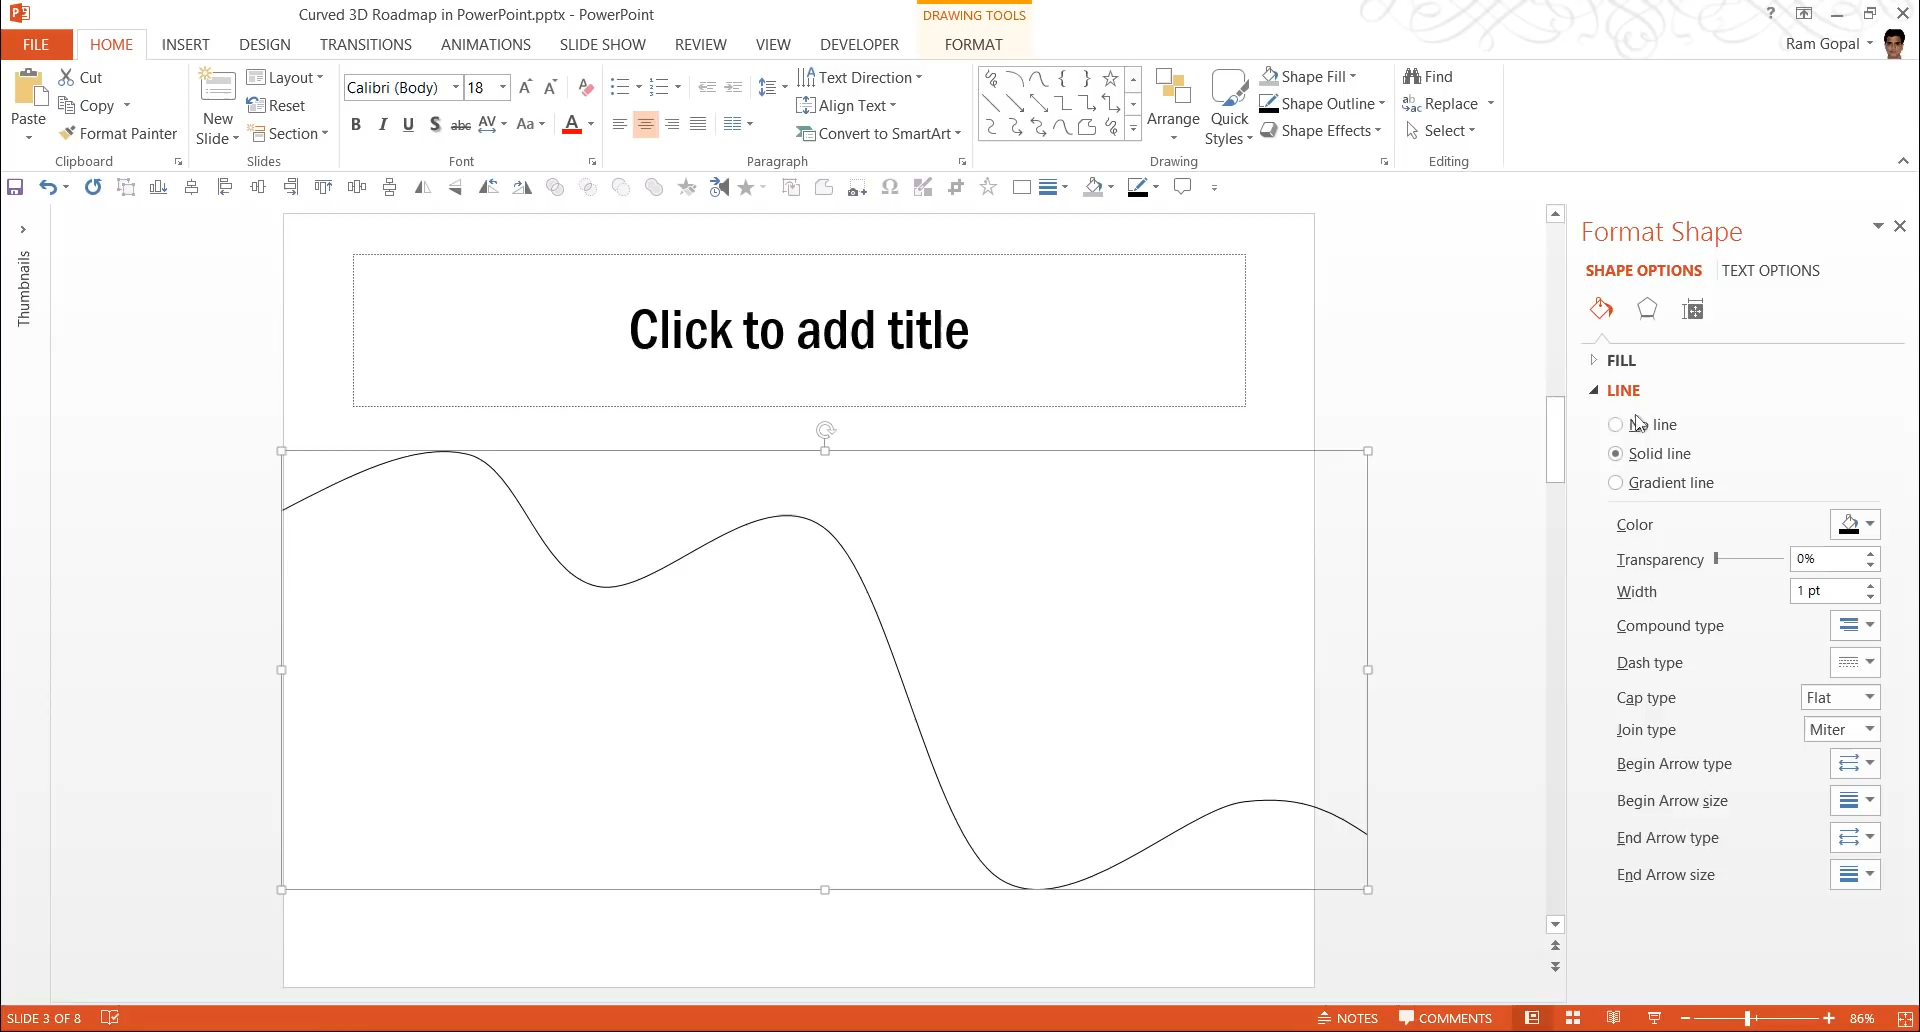 Curved 3D Roadmap in PowerPoint.pptx - PowerPoint
DRAWING TOOLS
?
FILE HOME INSERT DESIGN TRANSITIONS ANIMATIONS SLIDE SHOW REVIEW VIEW DEVELOPER FORMAT
Ram Gopal
Paste
Cut
Copy
Format Painter
Clipboard
New
Slide
Layout
Reset
Section
Slides
Calibri (Body) 18
B I U S abc AV Aa A
Font
Text Direction
Align Text
Convert to SmartArt
Paragraph
Arrange
Quick
Styles
Shape Fill
Shape Outline
Shape Effects
Drawing
Find
Replace
Select
Editing
Thumbnails
Click to add title
Format Shape
SHAPE OPTIONS TEXT OPTIONS
FILL
LINE
line
Solid line
Gradient line
Color
Transparency 0%
Width 1 pt
Compound type
Dash type
Cap type Flat
Join type Miter
Begin Arrow type
Begin Arrow size
End Arrow type
End Arrow size
SLIDE 3 OF 8
NOTES COMMENTS 86%